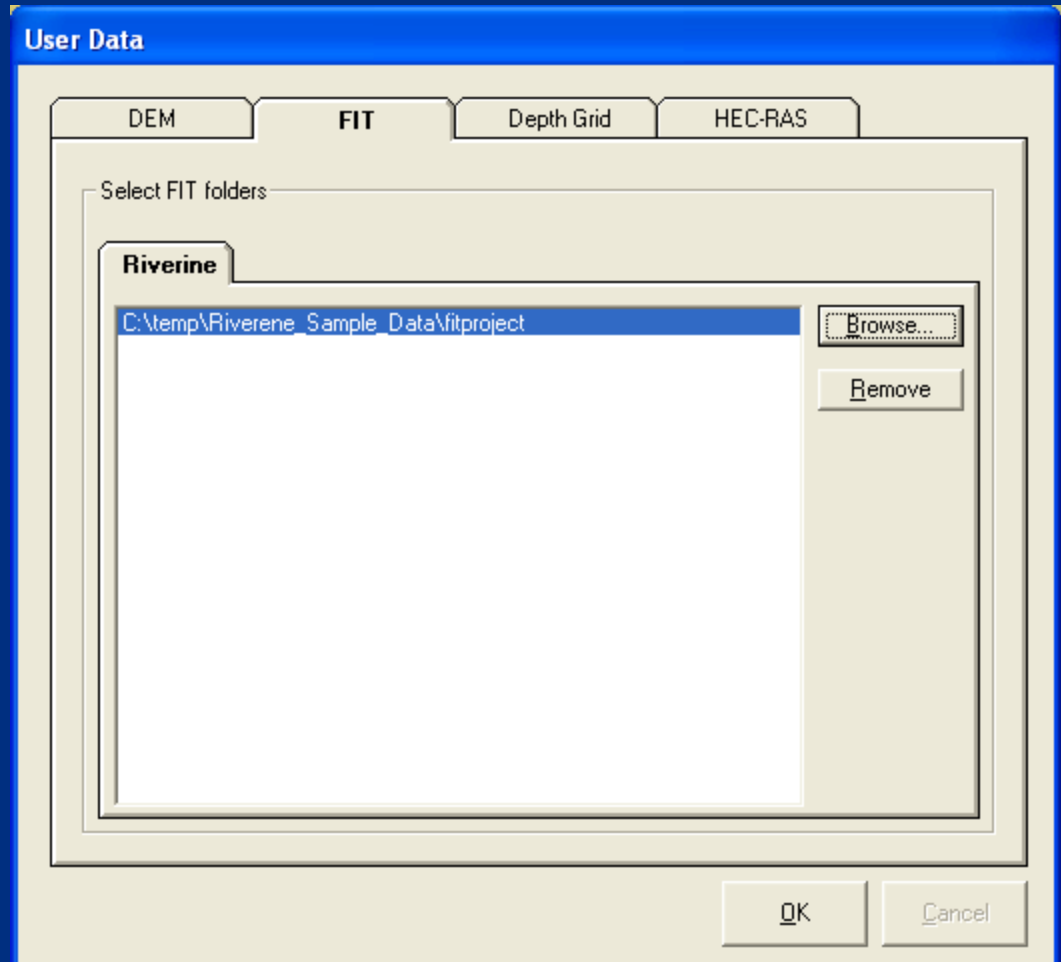 User Data
DEM FIT Depth Grid HEC-RAS
Select FIT folders
Riverine
C:\temp\Riverene_Sample_Data\fitproject
Browse...
Remove
OK Cancel